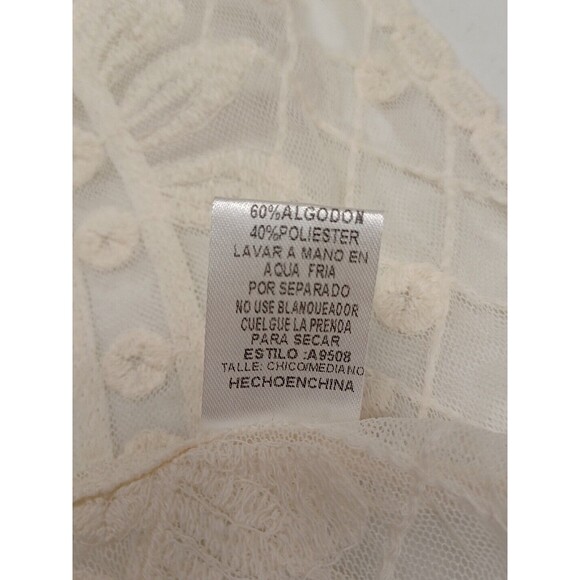 60%ALGODON
40%POLIESTER
LAVAR A MANO EN
AQUA FRIA
POR SEPARADO
NO USE BLANQUEADOR
CUELGUE LA PRENDA
PARA SECAR
ESTILO :A9508
TALLE: CHICO/MEDIANO
HECHOENCHINA